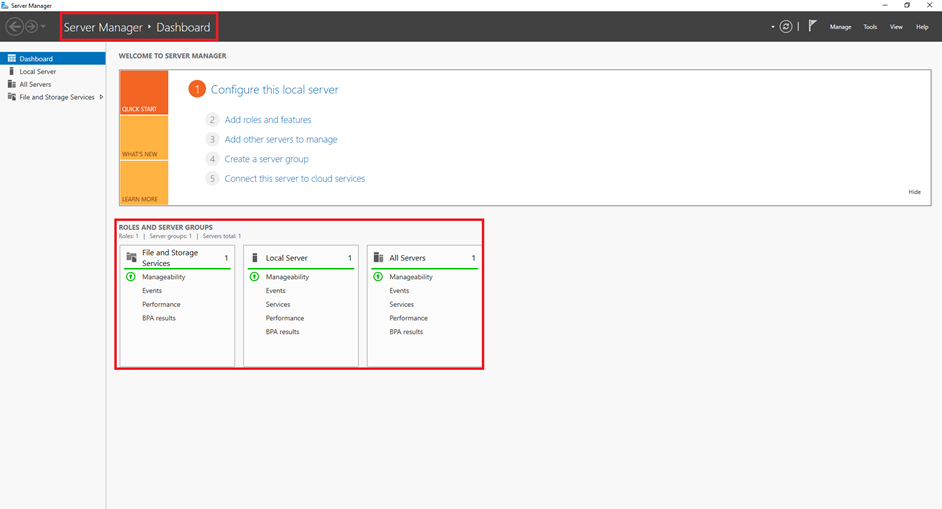 Server Manager
Server Manager ‣ Dashboard
Manage Tools View Help
Dashboard
Local Server
All Servers
File and Storage Services
WELCOME TO SERVER MANAGER
QUICK START
WHAT'S NEW
LEARN MORE
1 Configure this local server
2 Add roles and features
3 Add other servers to manage
4 Create a server group
5 Connect this server to cloud services
Hide
ROLES AND SERVER GROUPS
Roles: 1 | Server groups: 1 | Servers total: 1
File and Storage
Services 1
Manageability
Events
Performance
BPA results
Local Server 1
Manageability
Events
Services
Performance
BPA results
All Servers 1
Manageability
Events
Services
Performance
BPA results